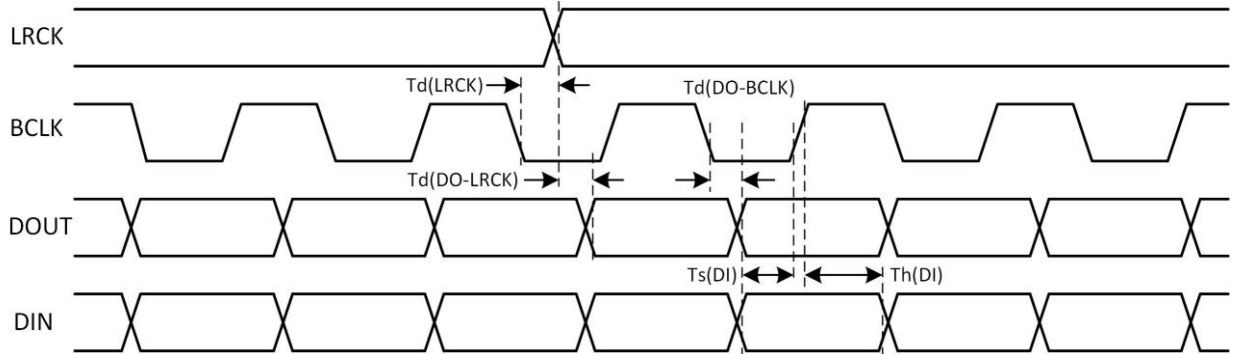 LRCK
Td(LRCK)
Td(DO-BCLK)
BCLK
Td(DO-LRCK)
DOUT
Ts(DI)
Th(DI)
DIN